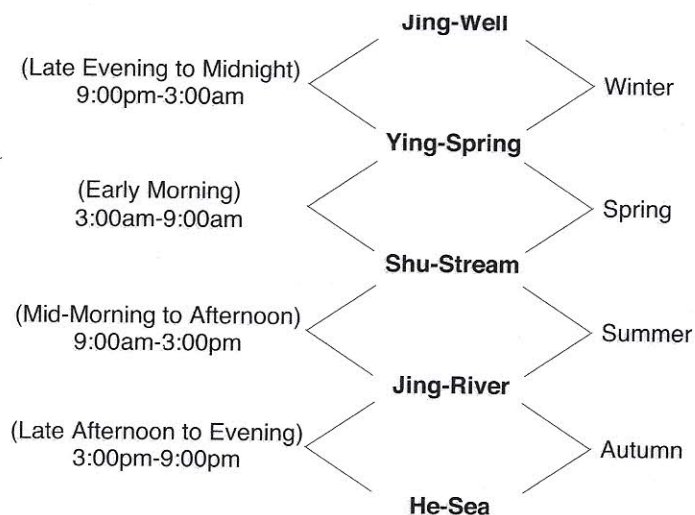 Jing-Well
(Late Evening to Midnight)
9:00pm-3:00am
Winter
Ying-Spring
(Early Morning)
3:00am-9:00am
Spring
Shu-Stream
(Mid-Morning to Afternoon)
9:00am-3:00pm
Summer
Jing-River
(Late Afternoon to Evening)
3:00pm-9:00pm
Autumn
He-Sea